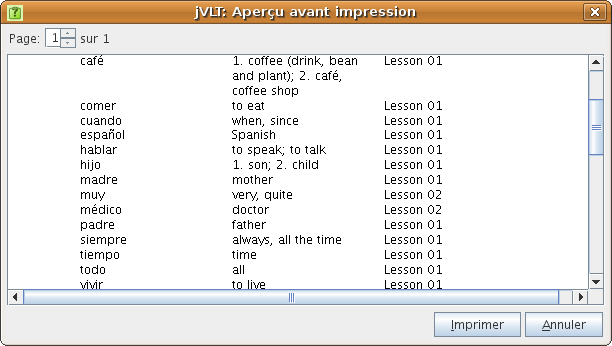 jVLT: Aperçu avant impression
Page: 1 sur 1
café 1. coffee (drink, bean Lesson 01
and plant); 2. café,
coffee shop
comer to eat Lesson 01
cuando when, since Lesson 01
español Spanish Lesson 01
hablar to speak; to talk Lesson 01
hijo 1. son; 2. child Lesson 01
madre mother Lesson 01
muy very, quite Lesson 02
médico doctor Lesson 02
padre father Lesson 01
siempre always, all the time Lesson 01
tiempo time Lesson 01
todo all Lesson 01
vivir to live Lesson 01
Imprimer Annuler